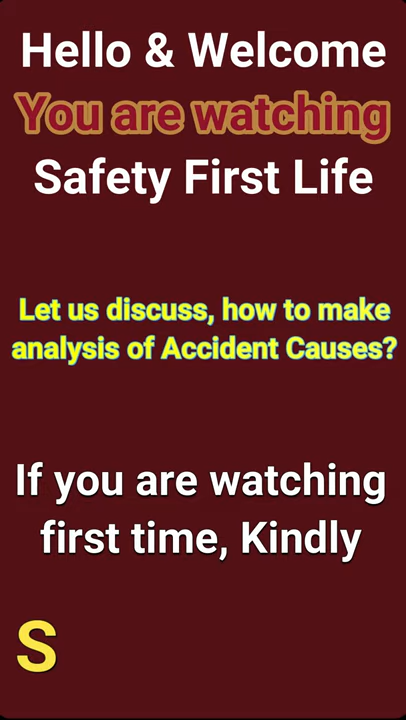 Hello & Welcome
You are watching
Safety First Life
Let us discuss, how to make
analysis of Accident Causes?
If you are watching
first time, Kindly
S